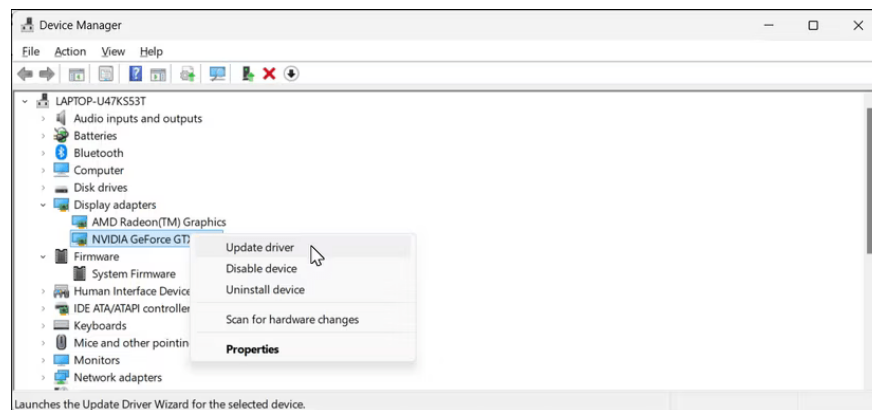 Device Manager
File Action View Help
LAPTOP-U47KS53T
Audio inputs and outputs
Batteries
Bluetooth
Computer
Disk drives
Display adapters
AMD Radeon(TM) Graphics
NVIDIA GeForce GTX
Update driver
Firmware
Disable device
System Firmware
Uninstall device
Human Interface Device
IDE ATA/ATAPI controller
Scan for hardware changes
Keyboards
Mice and other pointin
Properties
Monitors
Network adapters
Launches the Update Driver Wizard for the selected device.